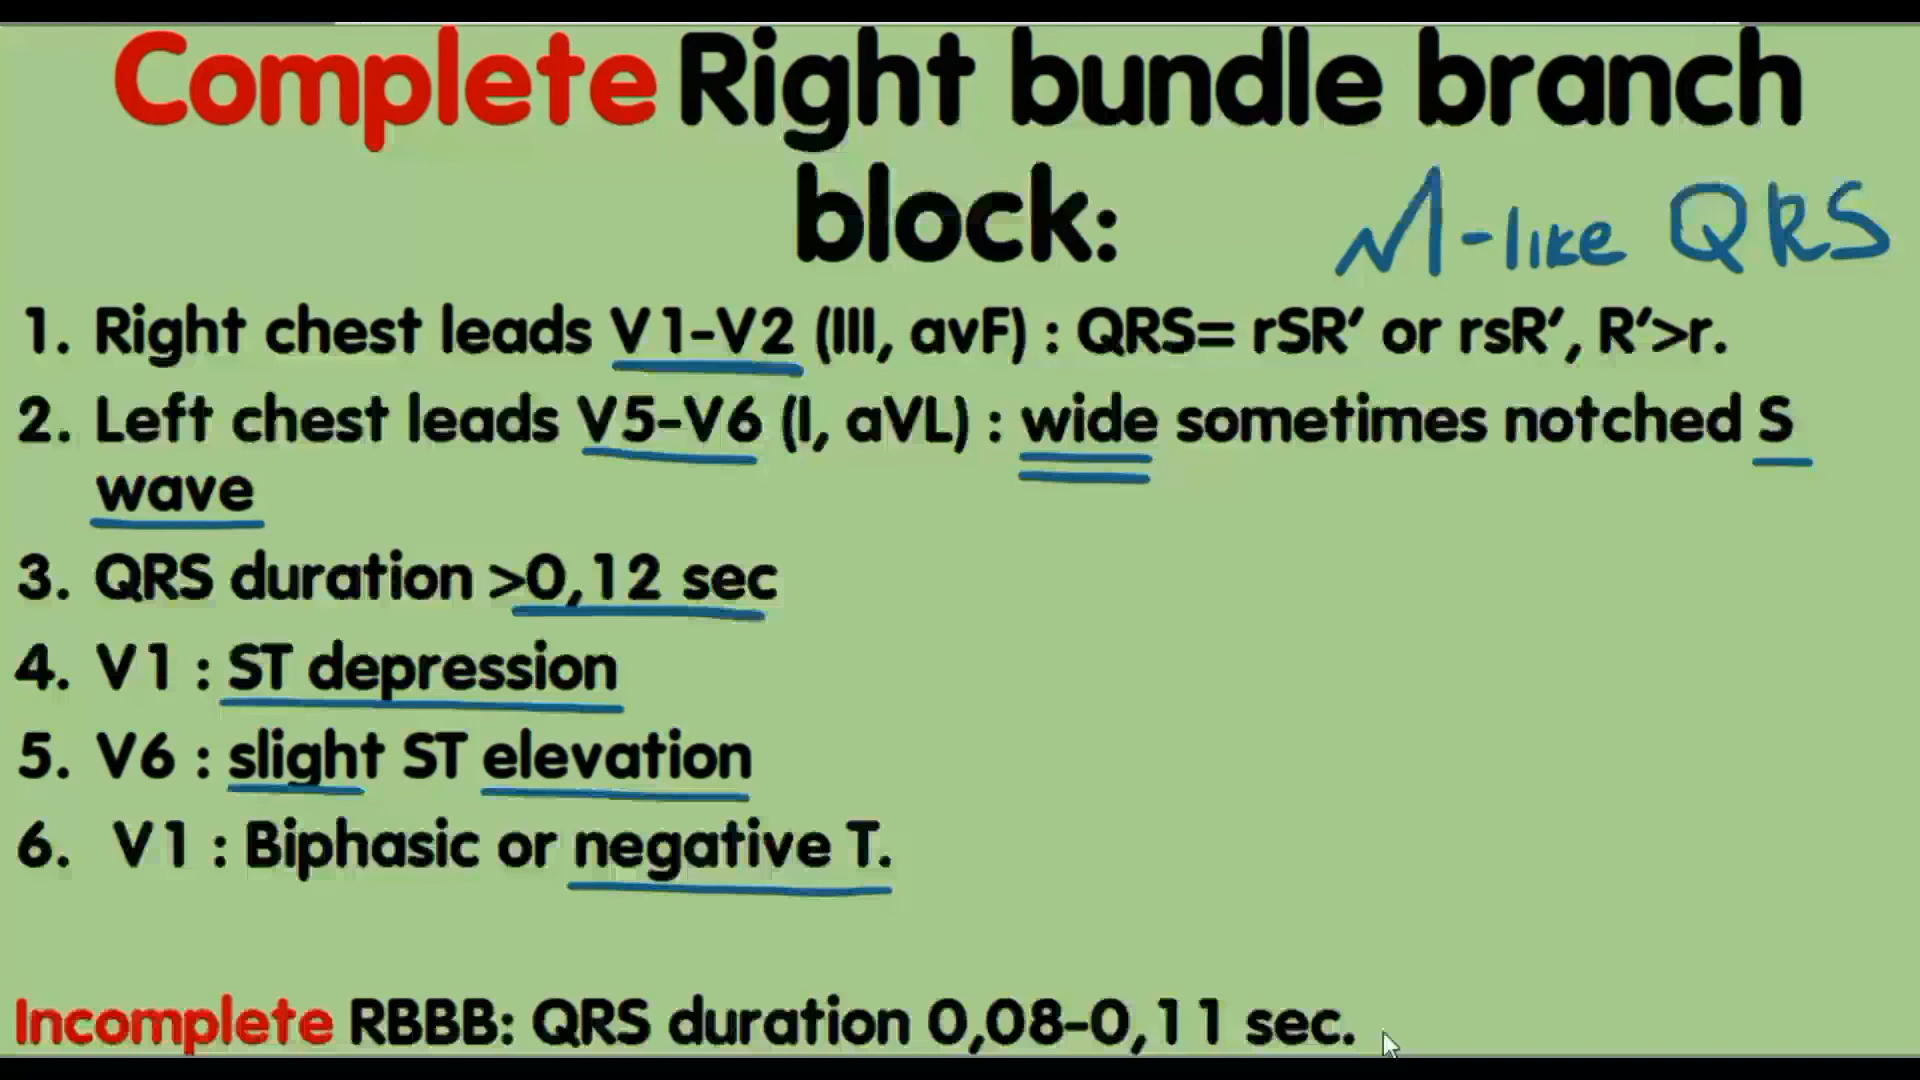 Complete Right bundle branch
block:
M-like QRS
1. Right chest leads V1-V2 (III, avF) : QRS= rSR′ or rsR′, R′>r.
2. Left chest leads V5-V6 (I, aVL) : wide sometimes notched S
wave
3. QRS duration >0,12 sec
4. V1 : ST depression
5. V6 : slight ST elevation
6. V1 : Biphasic or negative T.
Incomplete RBBB: QRS duration 0,08-0,11 sec.